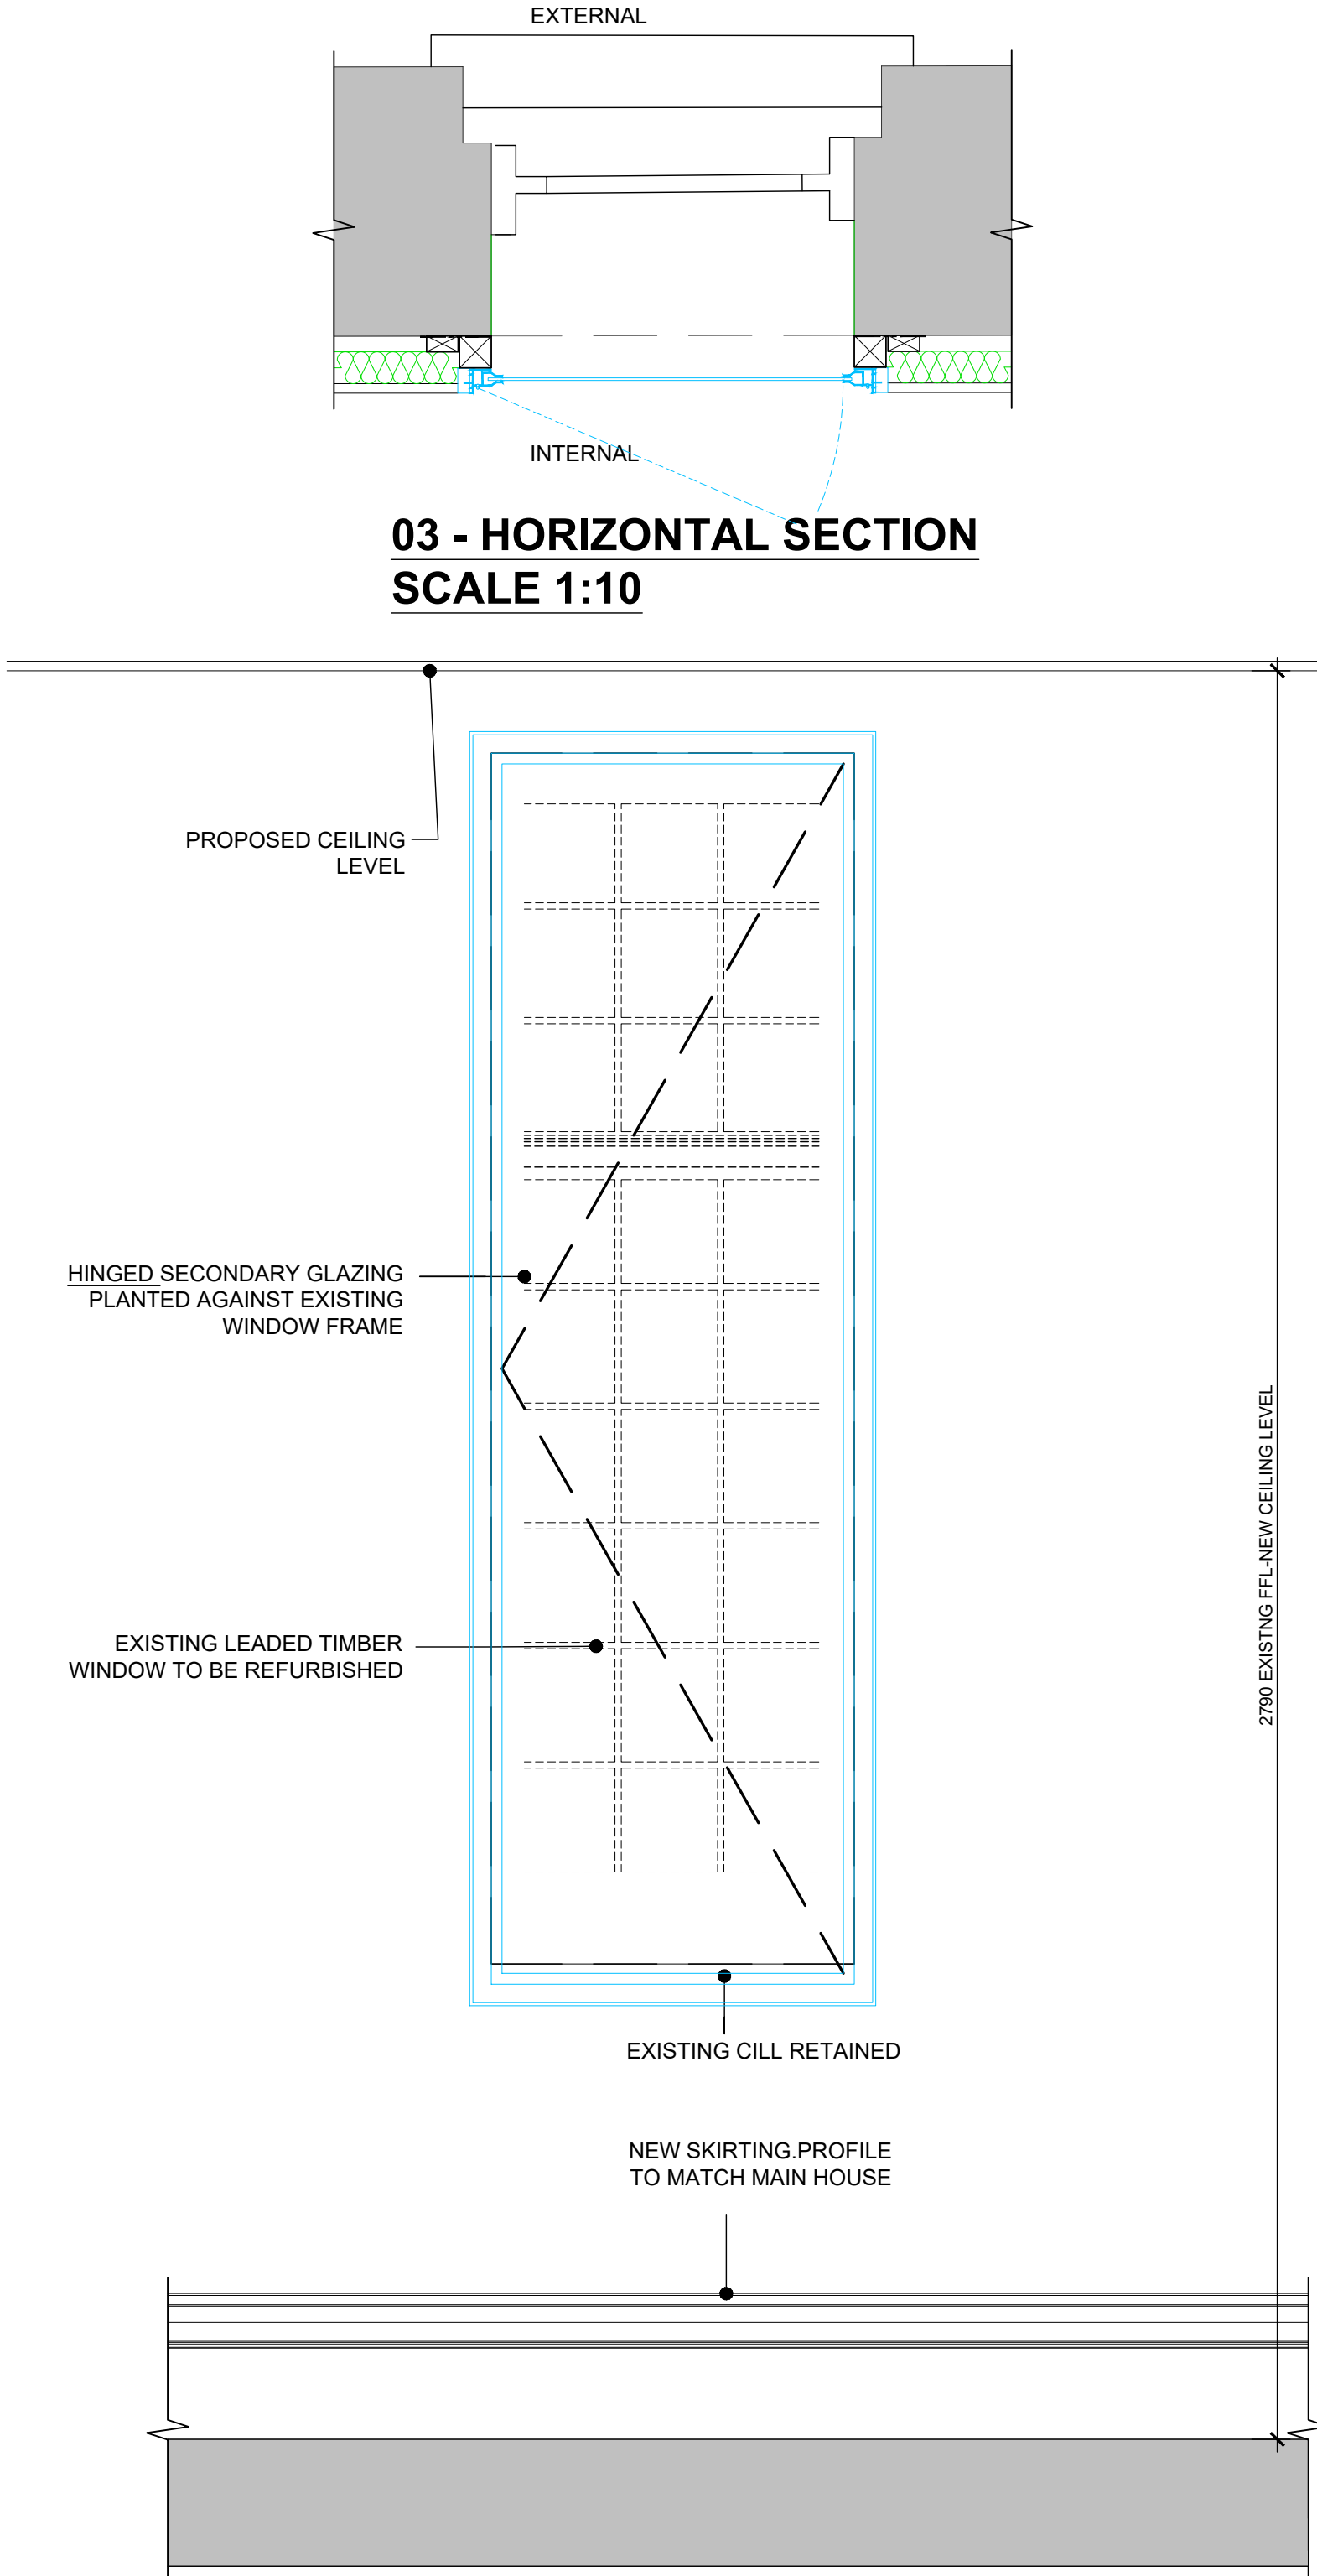 EXTERNAL
INTERNAL
03 - HORIZONTAL SECTION
SCALE 1:10
PROPOSED CEILING
LEVEL
HINGED SECONDARY GLAZING
PLANTED AGAINST EXISTING
WINDOW FRAME
2790 EXISTNG FFL-NEW CEILING LEVEL
EXISTING LEADED TIMBER
WINDOW TO BE REFURBISHED
EXISTING CILL RETAINED
NEW SKIRTING.PROFILE
TO MATCH MAIN HOUSE